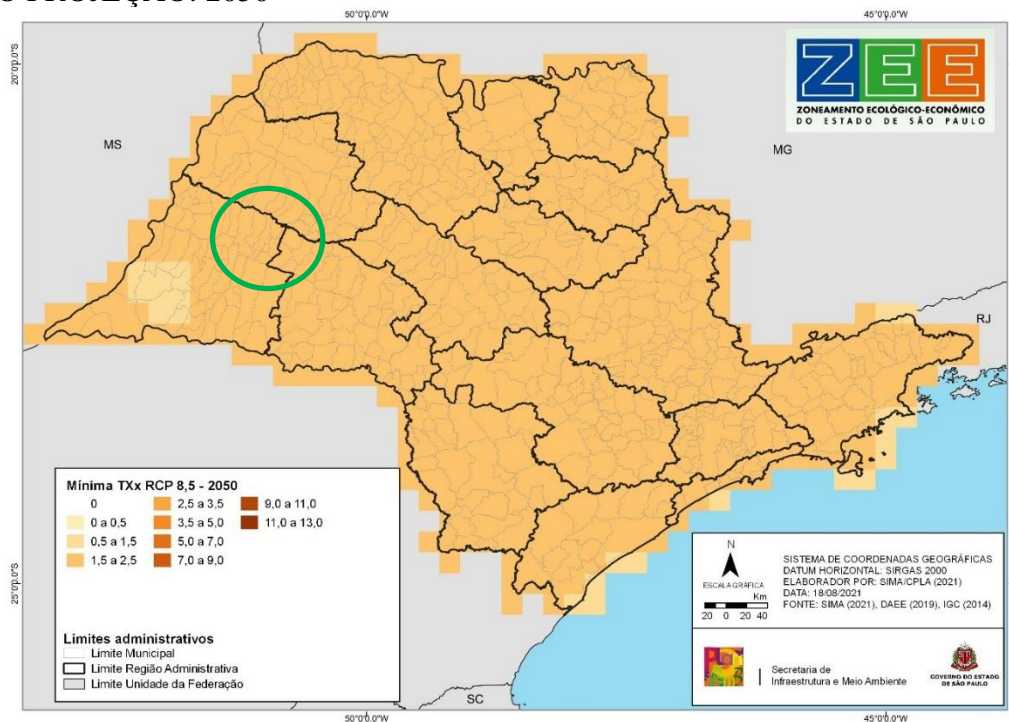 50°0'0.0"W 45°0'0.0"W
20°0'0.0"S
ZEE
ZONEAMENTO ECOLÓGICO-ECONÔMICO
DO ESTADO DE SÃO PAULO
MS
MG
RJ
Mínima TXx RCP 8,5 - 2050
0 2,5 a 3,5 9,0 a 11,0
0 a 0,5 3,5 a 5,0 11,0 a 13,0
0,5 a 1,5 5,0 a 7,0
1,5 a 2,5 7,0 a 9,0
Limites administrativos
Limite Municipal
Limite Região Administrativa
Limite Unidade da Federação
25°0'0.0"S
SC
N
ESCALA GRÁFICA
Km
20 0 20 40
SISTEMA DE COORDENADAS GEOGRÁFICAS
DATUM HORIZONTAL: SIRGAS 2000
ELABORADOR POR: SIMA/CPLA (2021)
DATA: 18/08/2021
FONTE: SIMA (2021), DAEE (2019), IGC (2014)
Secretaria de
Infraestrutura e Meio Ambiente
GOVERNO DO ESTADO
DE SÃO PAULO
50°0'0.0"W 45°0'0.0"W